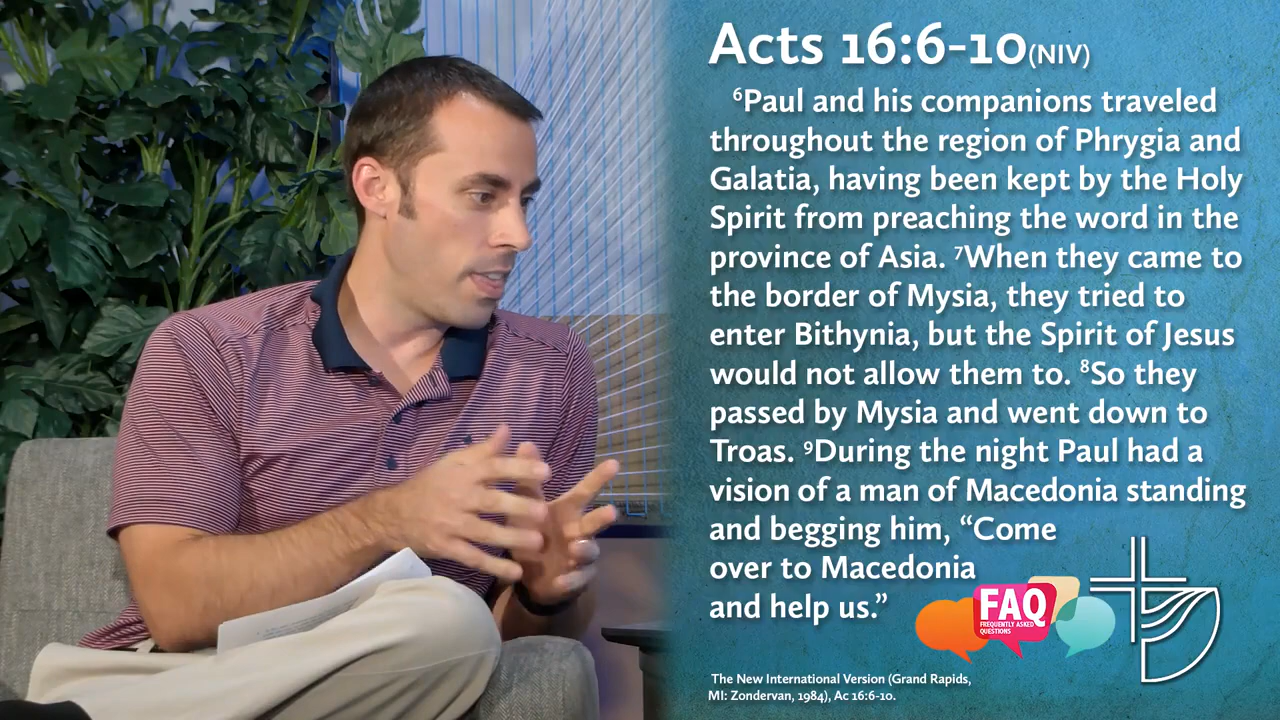 Acts 16:6-10(NIV)
⁶Paul and his companions traveled
throughout the region of Phrygia and
Galatia, having been kept by the Holy
Spirit from preaching the word in the
province of Asia. ⁷When they came to
the border of Mysia, they tried to
enter Bithynia, but the Spirit of Jesus
would not allow them to. ⁸So they
passed by Mysia and went down to
Troas. ⁹During the night Paul had a
vision of a man of Macedonia standing
and begging him, “Come
over to Macedonia
and help us.”
FAQ
FREQUENTLY ASKED
QUESTIONS
The New International Version (Grand Rapids,
MI: Zondervan, 1984), Ac 16:6-10.